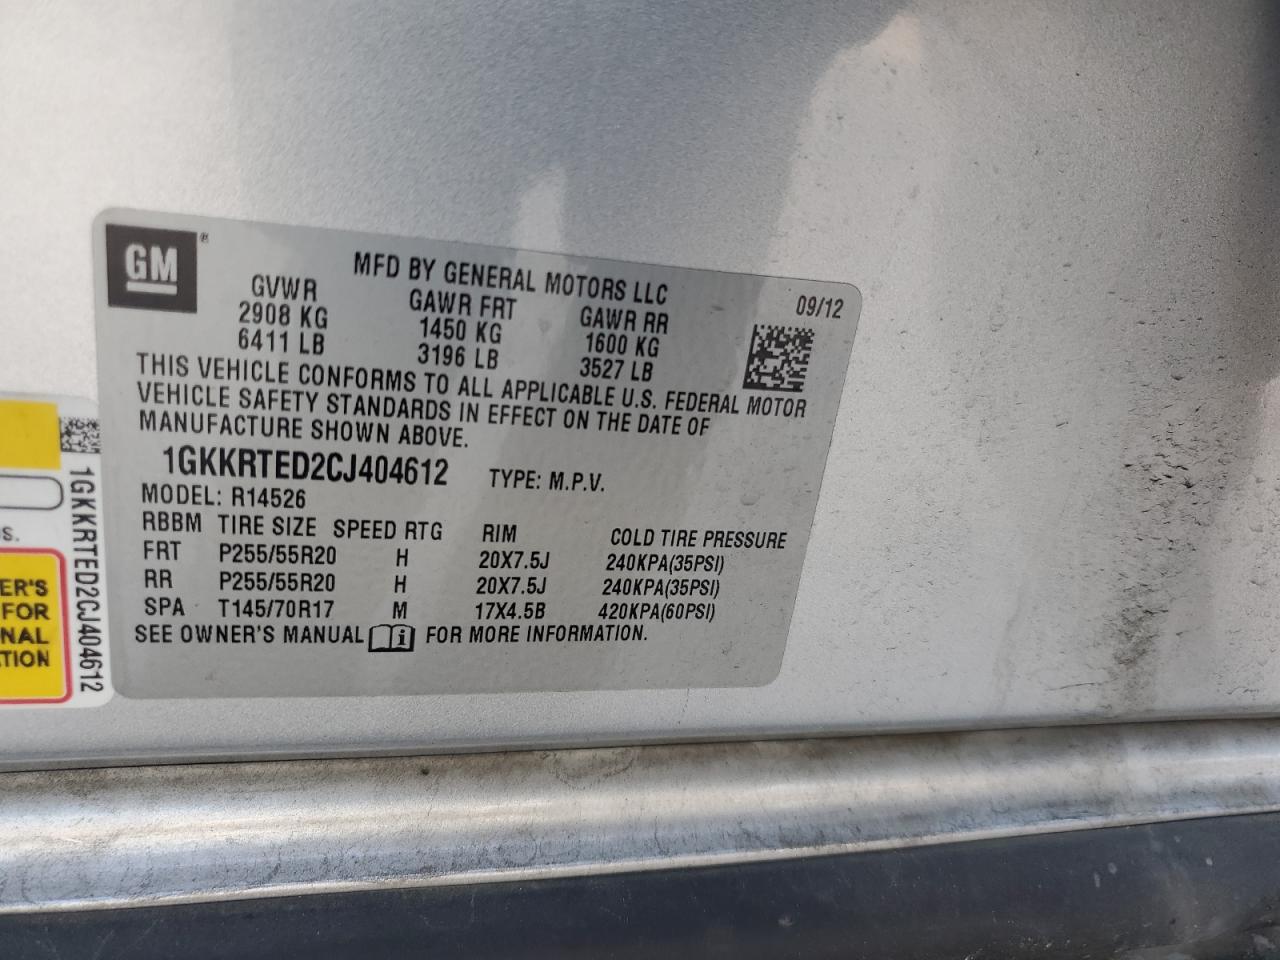 GM ®
MFD BY GENERAL MOTORS LLC
09/12
GVWR GAWR FRT GAWR RR
2908 KG 1450 KG 1600 KG
6411 LB 3196 LB 3527 LB
THIS VEHICLE CONFORMS TO ALL APPLICABLE U.S. FEDERAL MOTOR
VEHICLE SAFETY STANDARDS IN EFFECT ON THE DATE OF
MANUFACTURE SHOWN ABOVE.
1GKKRTED2CJ404612 TYPE: M.P.V.
MODEL: R14526
RBBM TIRE SIZE SPEED RTG RIM COLD TIRE PRESSURE
FRT P255/55R20 H 20X7.5J 240KPA(35PSI)
RR P255/55R20 H 20X7.5J 240KPA(35PSI)
SPA T145/70R17 M 17X4.5B 420KPA(60PSI)
SEE OWNER'S MANUAL FOR MORE INFORMATION.
1GKKRTED2CJ404612
S.
ER'S
FOR
NAL
TION